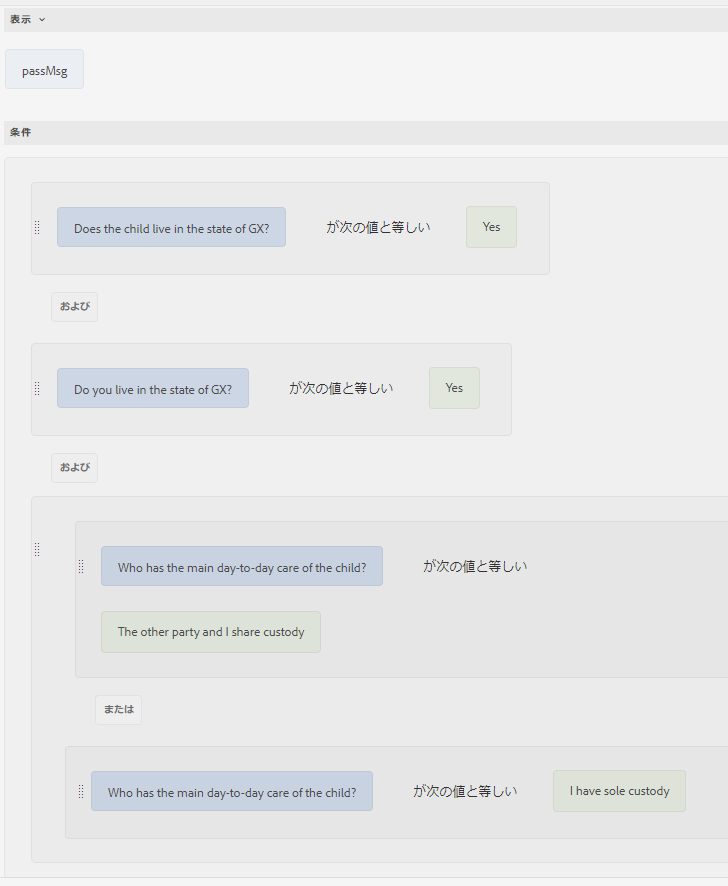 表示
passMsg
条件
Does the child live in the state of GX? が次の値と等しい Yes
および
Do you live in the state of GX? が次の値と等しい Yes
および
Who has the main day-to-day care of the child? が次の値と等しい
The other party and I share custody
または
Who has the main day-to-day care of the child? が次の値と等しい I have sole custody